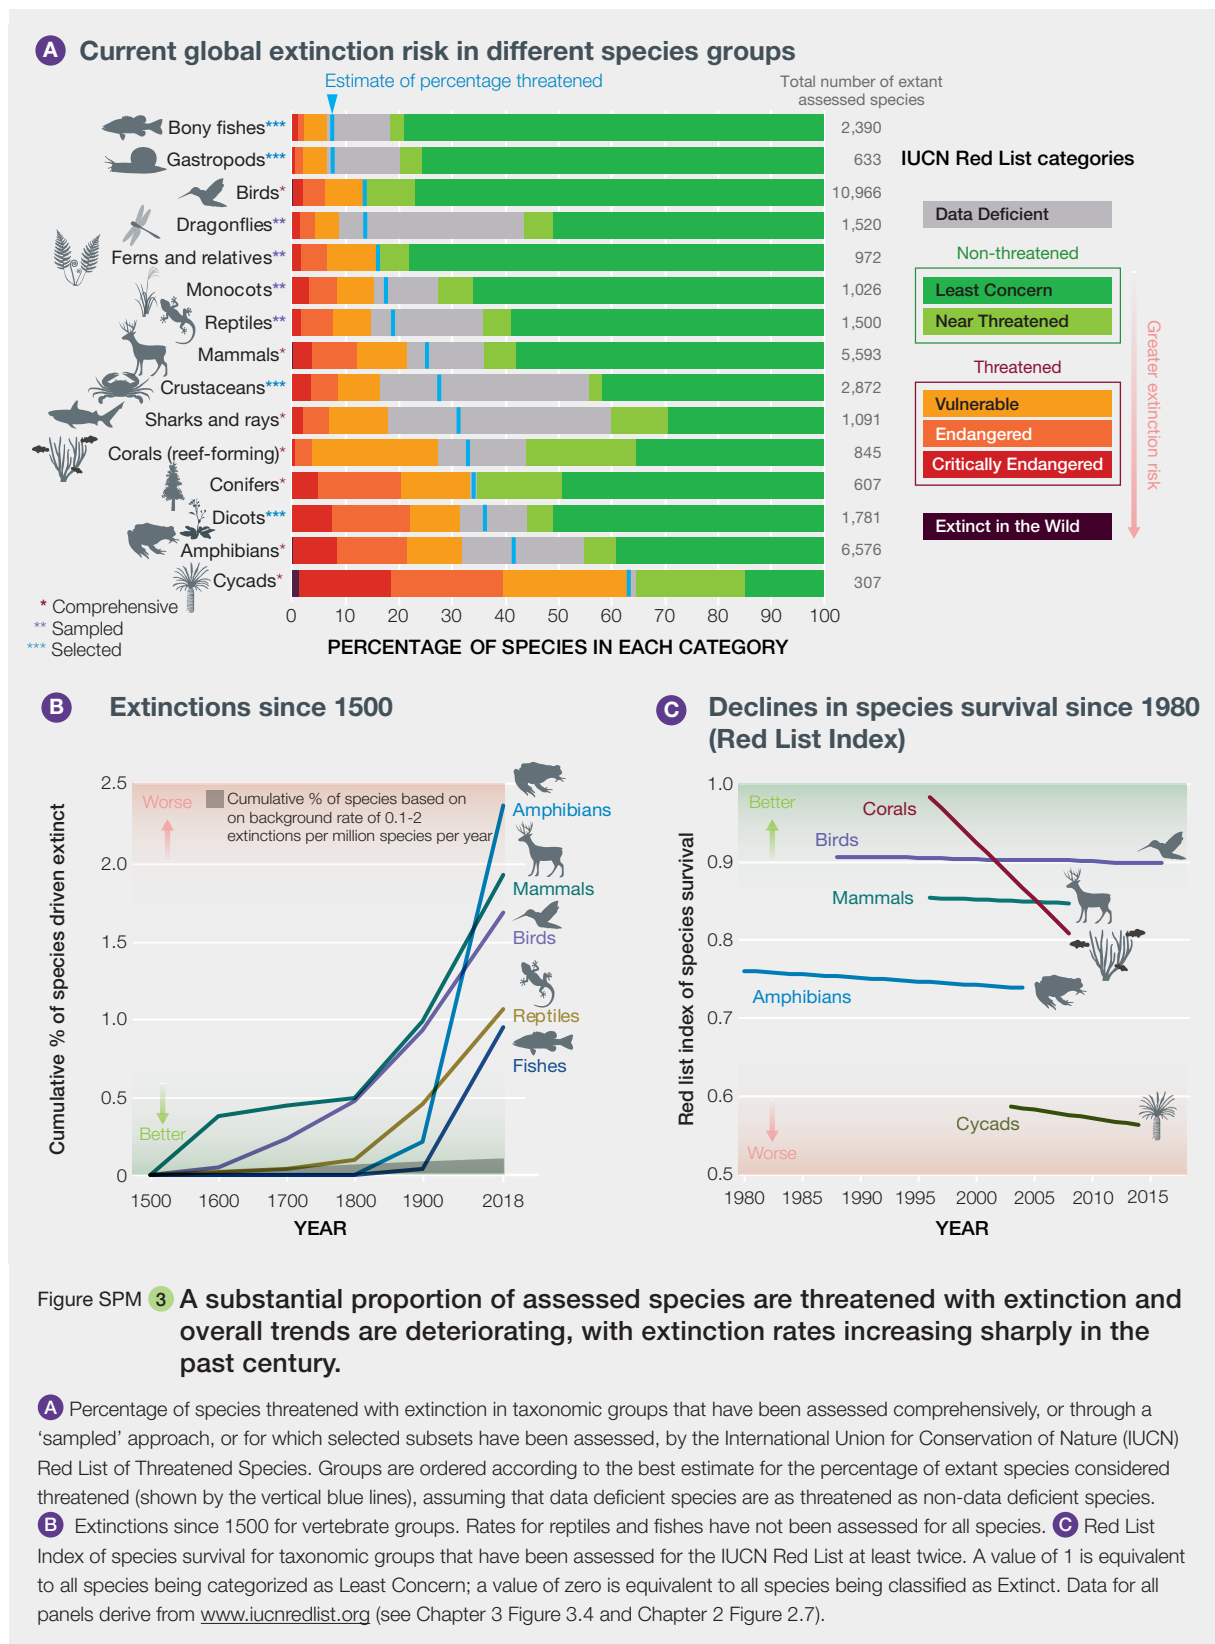 A Current global extinction risk in different species groups
Estimate of percentage threatened
Total number of extant
assessed species
Bony fishes*** 2,390
Gastropods*** 633
Birds* 10,966
Dragonflies** 1,520
Ferns and relatives** 972
Monocots** 1,026
Reptiles** 1,500
Mammals* 5,593
Crustaceans*** 2,872
Sharks and rays* 1,091
Corals (reef-forming)* 845
Conifers* 607
Dicots*** 1,781
Amphibians* 6,576
Cycads* 307
0 10 20 30 40 50 60 70 80 90 100
PERCENTAGE OF SPECIES IN EACH CATEGORY
* Comprehensive
** Sampled
*** Selected
IUCN Red List categories
Data Deficient
Non-threatened
Least Concern
Near Threatened
Threatened
Vulnerable
Endangered
Critically Endangered
Extinct in the Wild
Greater extinction risk
B Extinctions since 1500
Cumulative % of species driven extinct
2.5
2.0
1.5
1.0
0.5
0
Worse
Cumulative % of species based on
on background rate of 0.1-2
extinctions per million species per year
Better
Amphibians
Mammals
Birds
Reptiles
Fishes
1500 1600 1700 1800 1900 2018
YEAR
C Declines in species survival since 1980
(Red List Index)
Red list index of species survival
1.0
0.9
0.8
0.7
0.6
0.5
Better
Corals
Birds
Mammals
Amphibians
Cycads
Worse
1980 1985 1990 1995 2000 2005 2010 2015
YEAR
Figure SPM 3 A substantial proportion of assessed species are threatened with extinction and
overall trends are deteriorating, with extinction rates increasing sharply in the
past century.
A Percentage of species threatened with extinction in taxonomic groups that have been assessed comprehensively, or through a
‘sampled’ approach, or for which selected subsets have been assessed, by the International Union for Conservation of Nature (IUCN)
Red List of Threatened Species. Groups are ordered according to the best estimate for the percentage of extant species considered
threatened (shown by the vertical blue lines), assuming that data deficient species are as threatened as non-data deficient species.
B Extinctions since 1500 for vertebrate groups. Rates for reptiles and fishes have not been assessed for all species. C Red List
Index of species survival for taxonomic groups that have been assessed for the IUCN Red List at least twice. A value of 1 is equivalent
to all species being categorized as Least Concern; a value of zero is equivalent to all species being classified as Extinct. Data for all
panels derive from www.iucnredlist.org (see Chapter 3 Figure 3.4 and Chapter 2 Figure 2.7).